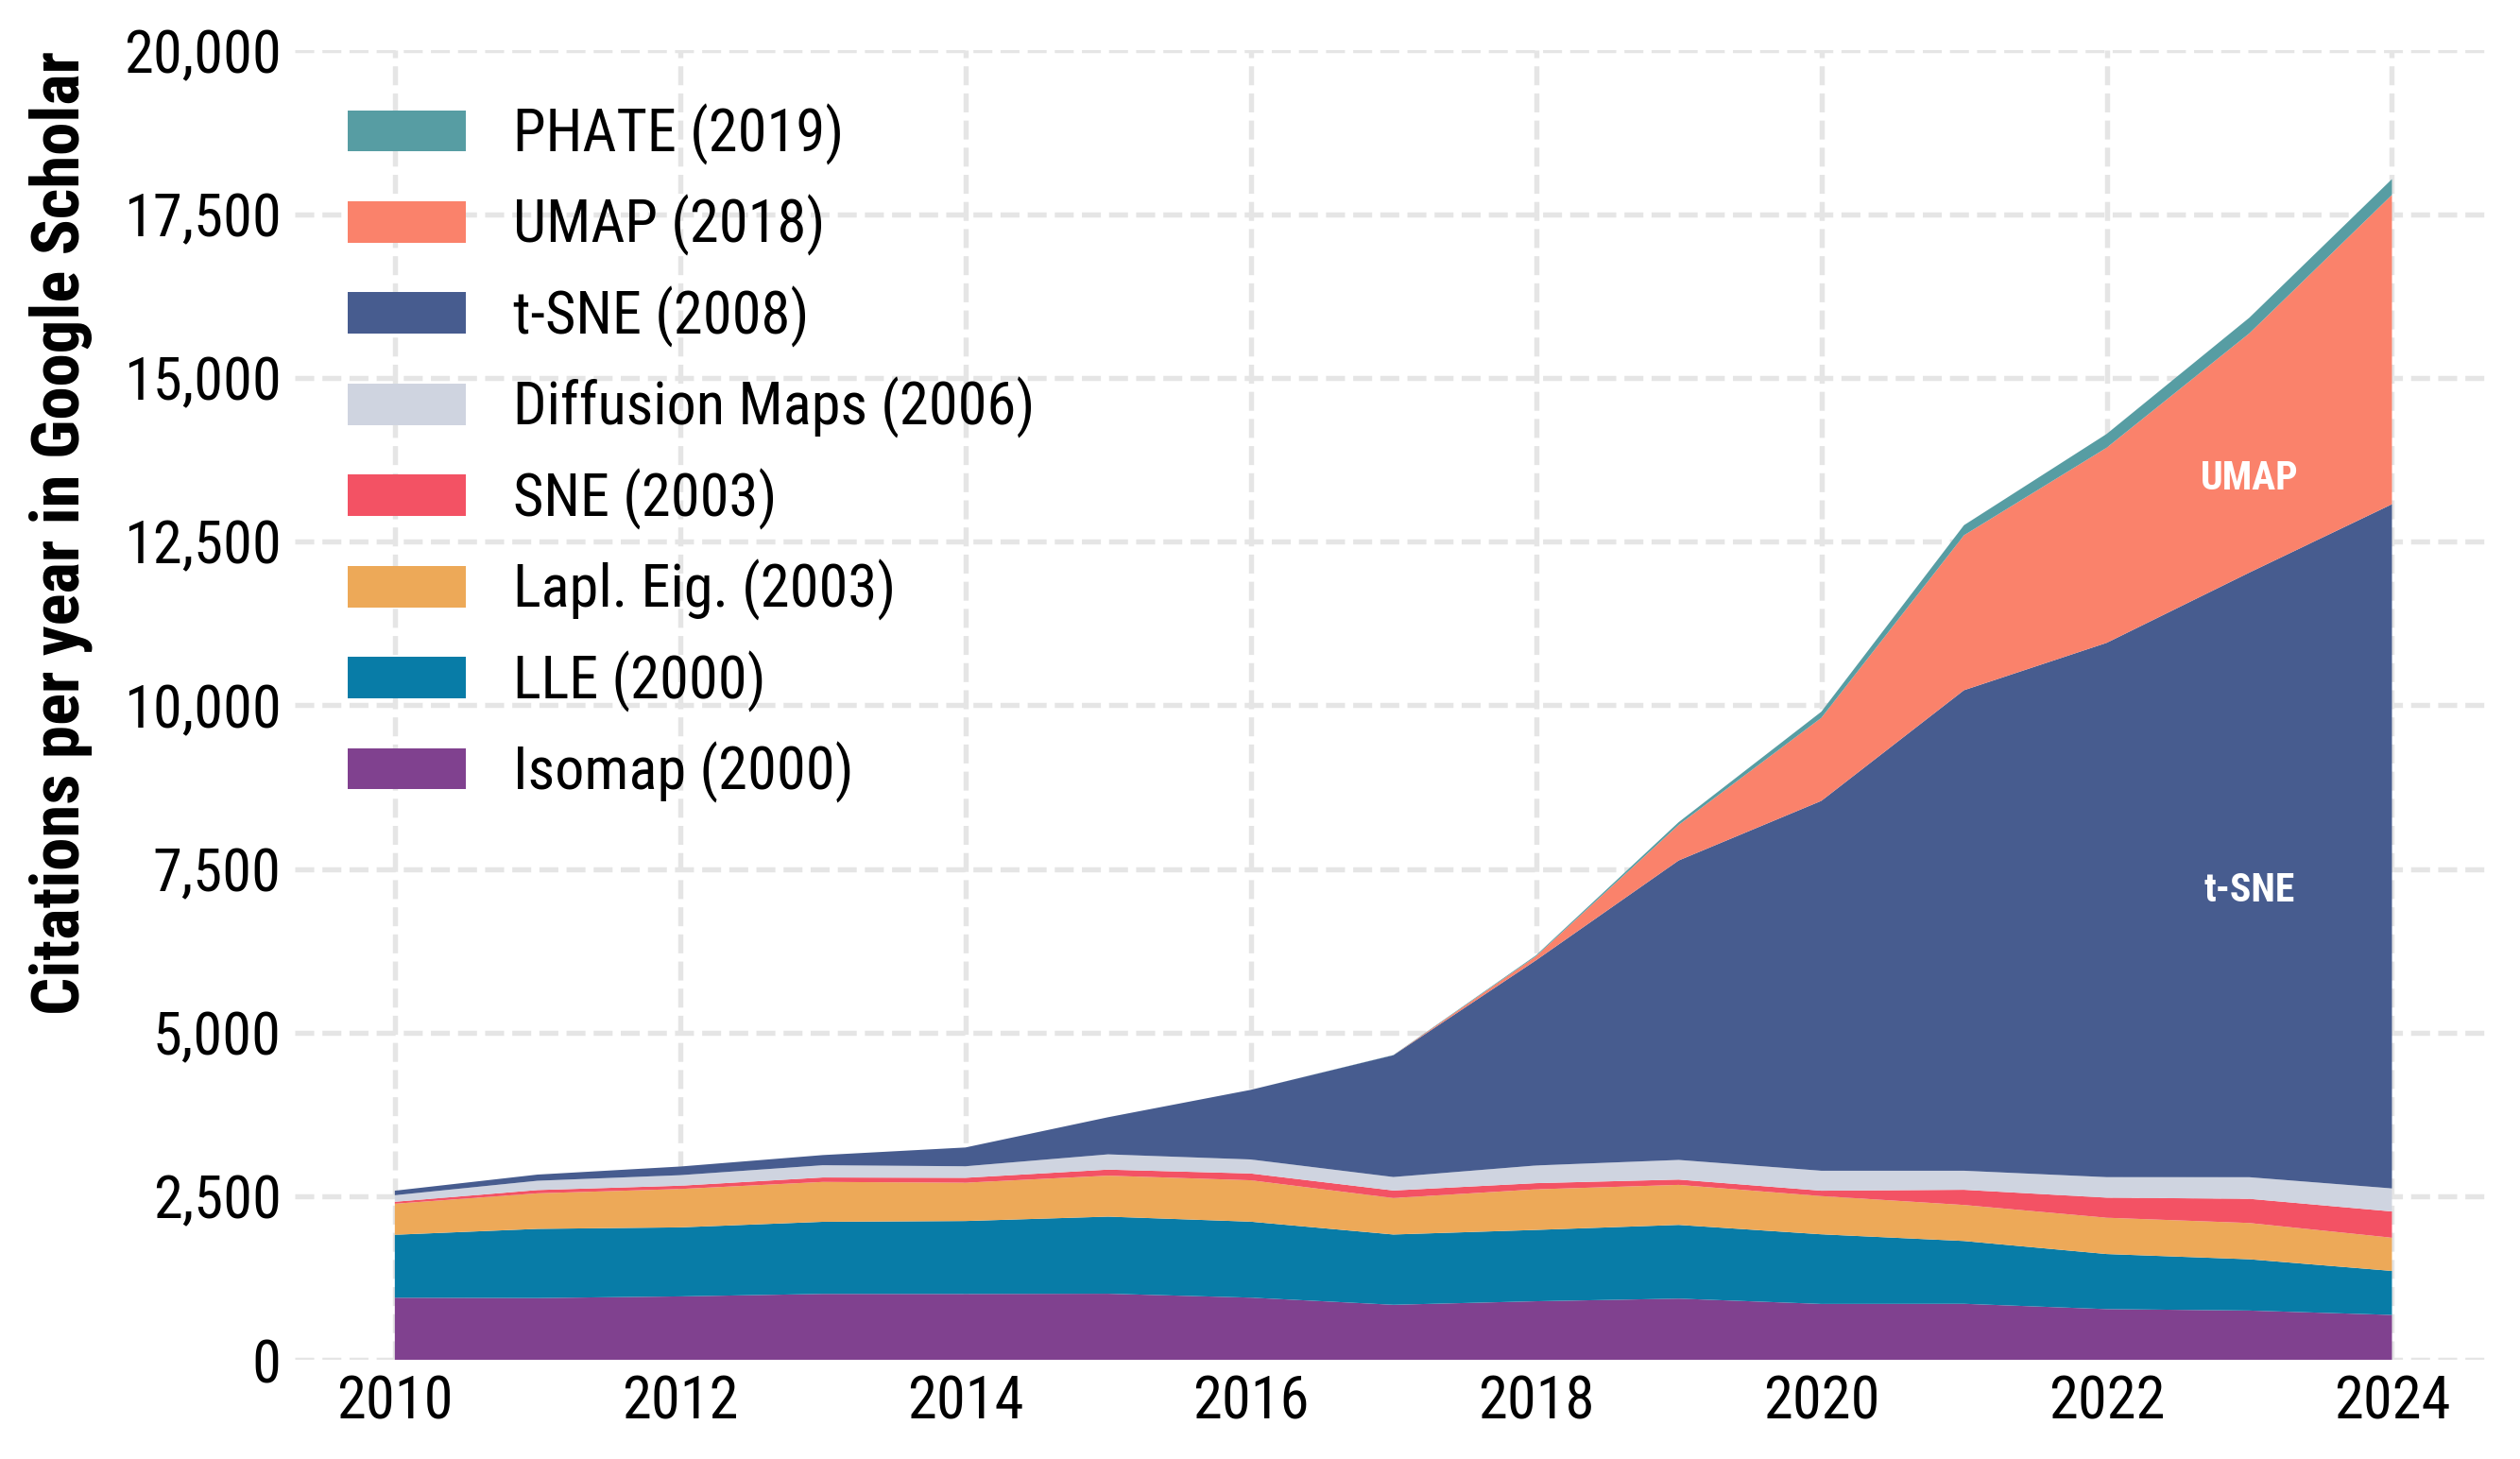 Citations per year in Google Scholar
20,000
17,500
15,000
12,500
10,000
7,500
5,000
2,500
0
PHATE (2019)
UMAP (2018)
t-SNE (2008)
Diffusion Maps (2006)
SNE (2003)
Lapl. Eig. (2003)
LLE (2000)
Isomap (2000)
UMAP
t-SNE
2010 2012 2014 2016 2018 2020 2022 2024